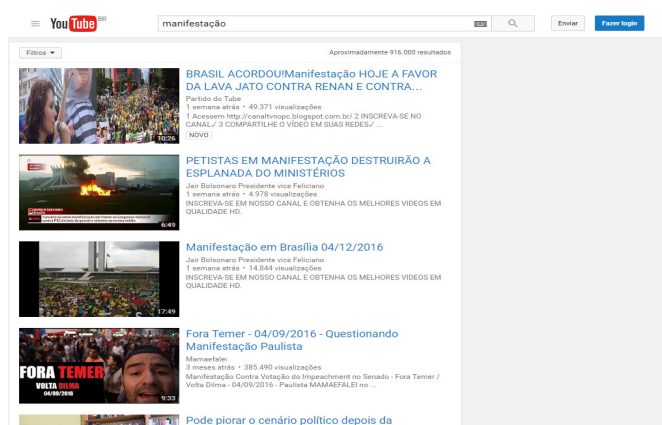 YouTube BR
manifestação
Enviar
Fazer login
Filtros
Aproximadamente 916.000 resultados
BRASIL ACORDOU!Manifestação HOJE A FAVOR
DA LAVA JATO CONTRA RENAN E CONTRA...
Partido do Tube
1 semana atrás • 49.371 visualizações
1 Acessem http://canaltvnopc.blogspot.com.br/ 2 INSCREVA-SE NO
CANAL✓ 3 COMPARTILHE O VÍDEO EM SUAS REDES✓ ...
NOVO
10:26
PETISTAS EM MANIFESTAÇÃO DESTRUIRÃO A
ESPLANADA DO MINISTÉRIOS
Jair Bolsonaro Presidente vice Feliciano
1 semana atrás • 4.978 visualizações
INSCREVA-SE EM NOSSO CANAL E OBTENHA OS MELHORES VIDEOS EM
QUALIDADE HD.
6:49
Manifestação em Brasília 04/12/2016
Jair Bolsonaro Presidente vice Feliciano
1 semana atrás • 14.844 visualizações
INSCREVA-SE EM NOSSO CANAL E OBTENHA OS MELHORES VIDEOS EM
QUALIDADE HD.
17:49
Fora Temer - 04/09/2016 - Questionando
Manifestação Paulista
Mamaefalei
3 meses atrás • 385.490 visualizações
Manifestação Contra Votação do Impeachment no Senado - Fora Temer /
Volta Dilma - 04/09/2016 - Paulista MAMAEFALEI no ...
FORA TEMER
VOLTA DILMA
04/09/2016
9:33
Pode piorar o cenário político depois da